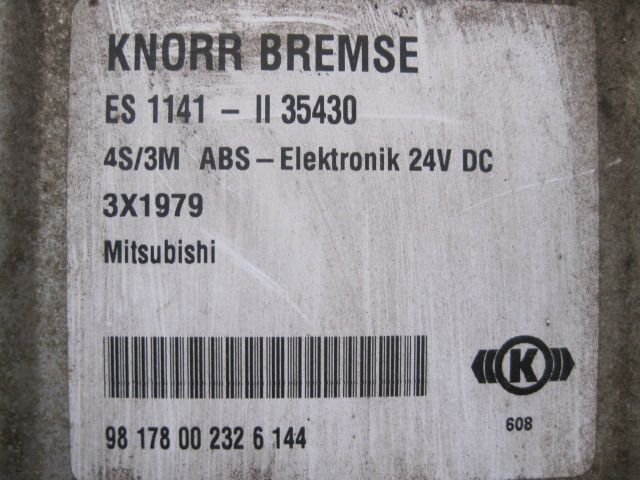 KNORR BREMSE
ES 1141 - II 35430
4S/3M ABS - Elektronik 24V DC
3X1979
Mitsubishi
K
98 178 00 232 6 144
608